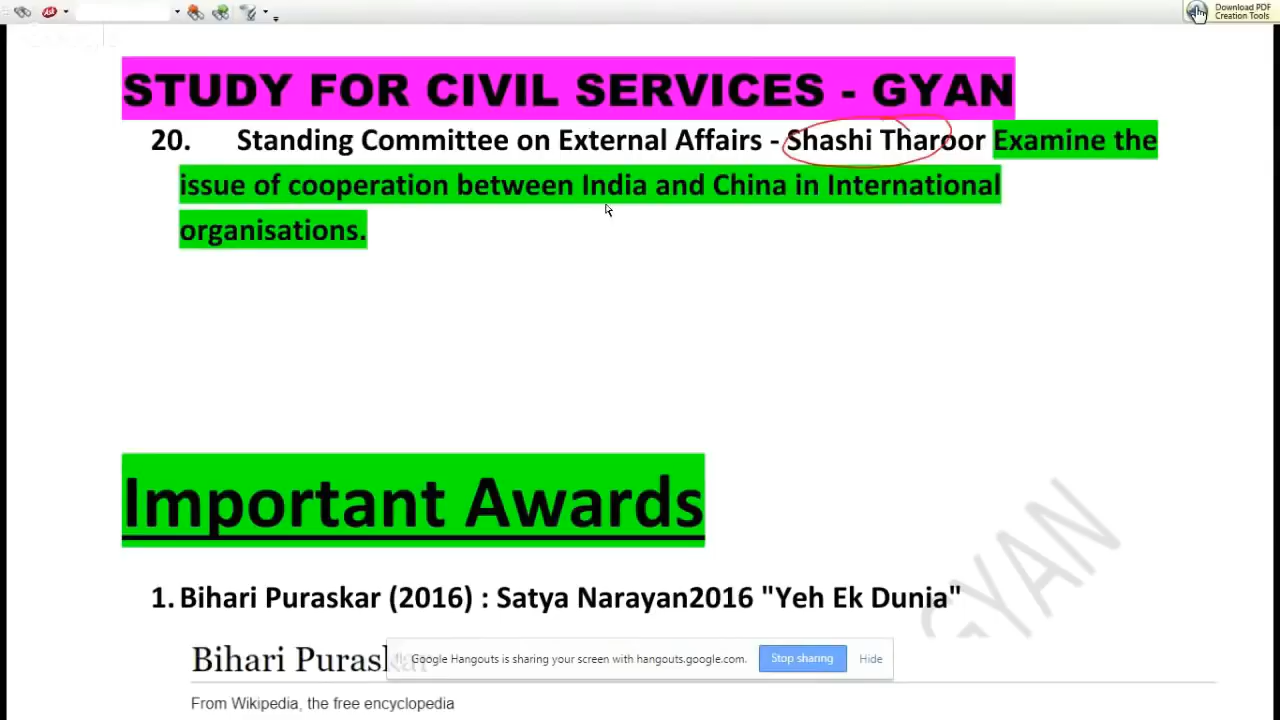 Download PDF
Creation Tools
STUDY FOR CIVIL SERVICES - GYAN
20. Standing Committee on External Affairs - Shashi Tharoor Examine the
issue of cooperation between India and China in International
organisations.
Important Awards
GYAN
1. Bihari Puraskar (2016) : Satya Narayan2016 "Yeh Ek Dunia"
Bihari Puraskar
Google Hangouts is sharing your screen with hangouts.google.com.
Stop sharing
Hide
From Wikipedia, the free encyclopedia